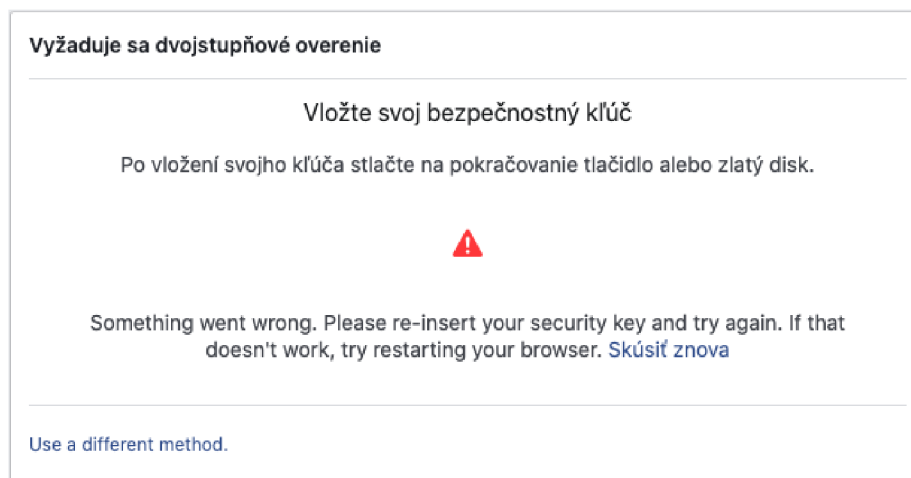 Vyžaduje sa dvojstupňové overenie
Vložte svoj bezpečnostný kľúč
Po vložení svojho kľúča stlačte na pokračovanie tlačidlo alebo zlatý disk.
Something went wrong. Please re-insert your security key and try again. If that
doesn't work, try restarting your browser. Skúsiť znova
Use a different method.